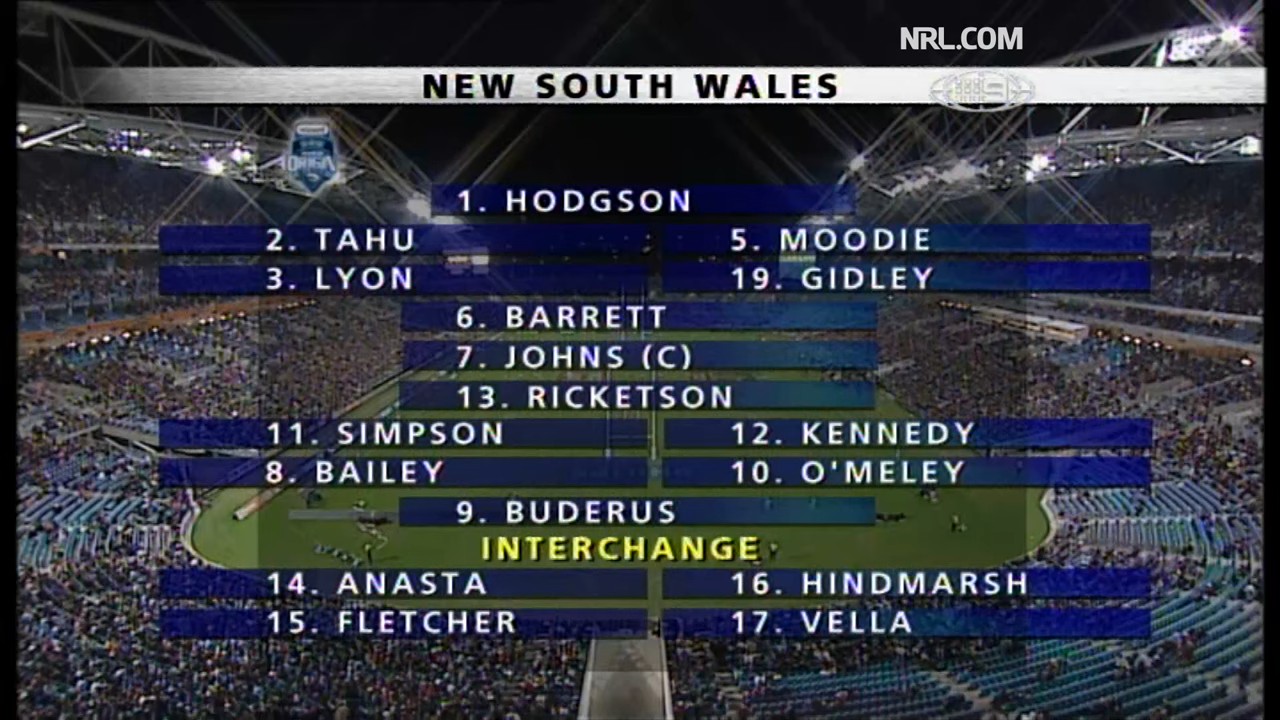 NRL.COM
NEW SOUTH WALES
1. HODGSON
2. TAHU
5. MOODIE
3. LYON
19. GIDLEY
6. BARRETT
7. JOHNS (C)
13. RICKETSON
11. SIMPSON
12. KENNEDY
8. BAILEY
10. O'MELEY
9. BUDERUS
INTERCHANGE
14. ANASTA
16. HINDMARSH
15. FLETCHER
17. VELLA